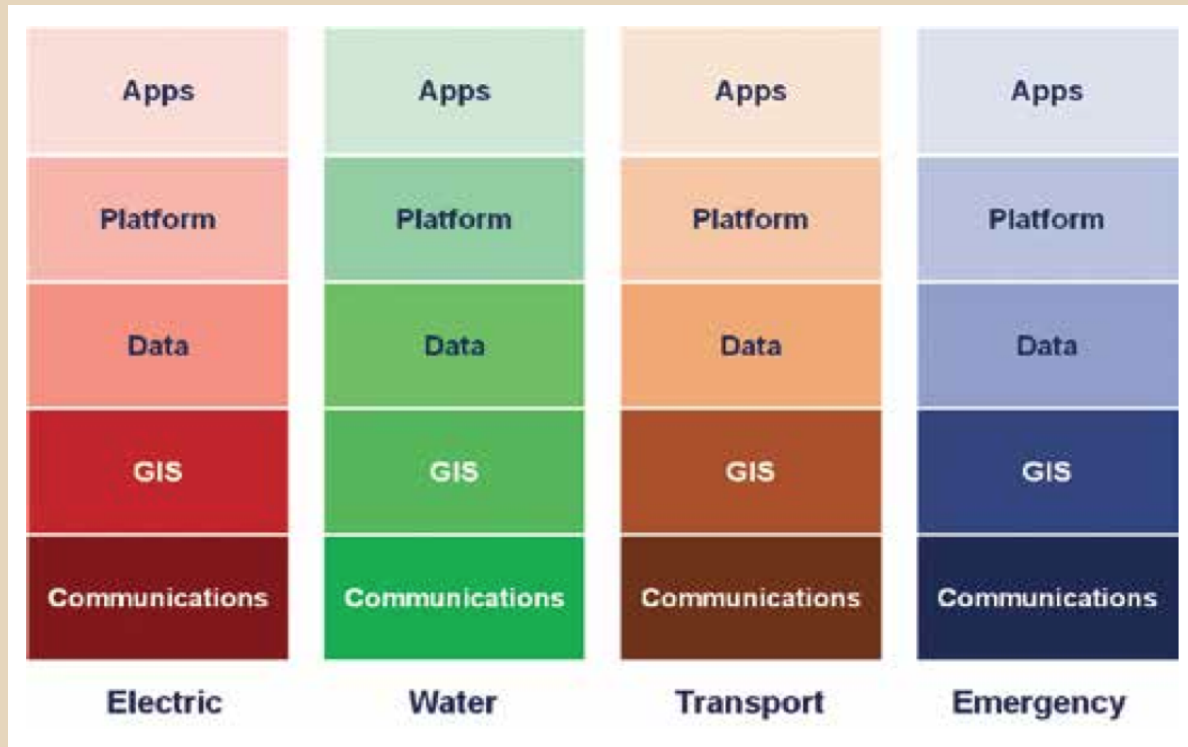 Apps Apps Apps Apps
Platform Platform Platform Platform
Data Data Data Data
GIS GIS GIS GIS
Communications Communications Communications Communications
Electric Water Transport Emergency